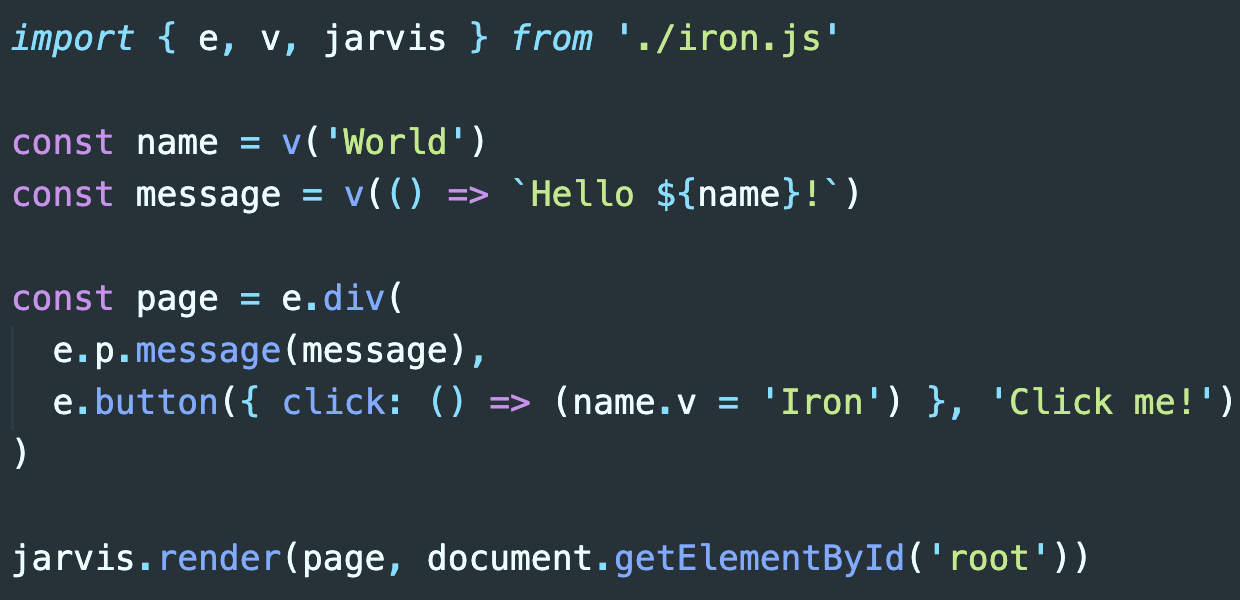 import { e, v, jarvis } from './iron.js'
const name = v('World')
const message = v(() => `Hello ${name}!`)
const page = e.div(
e.p.message(message),
e.button({ click: () => (name.v = 'Iron') }, 'Click me!')
)
jarvis.render(page, document.getElementById('root'))